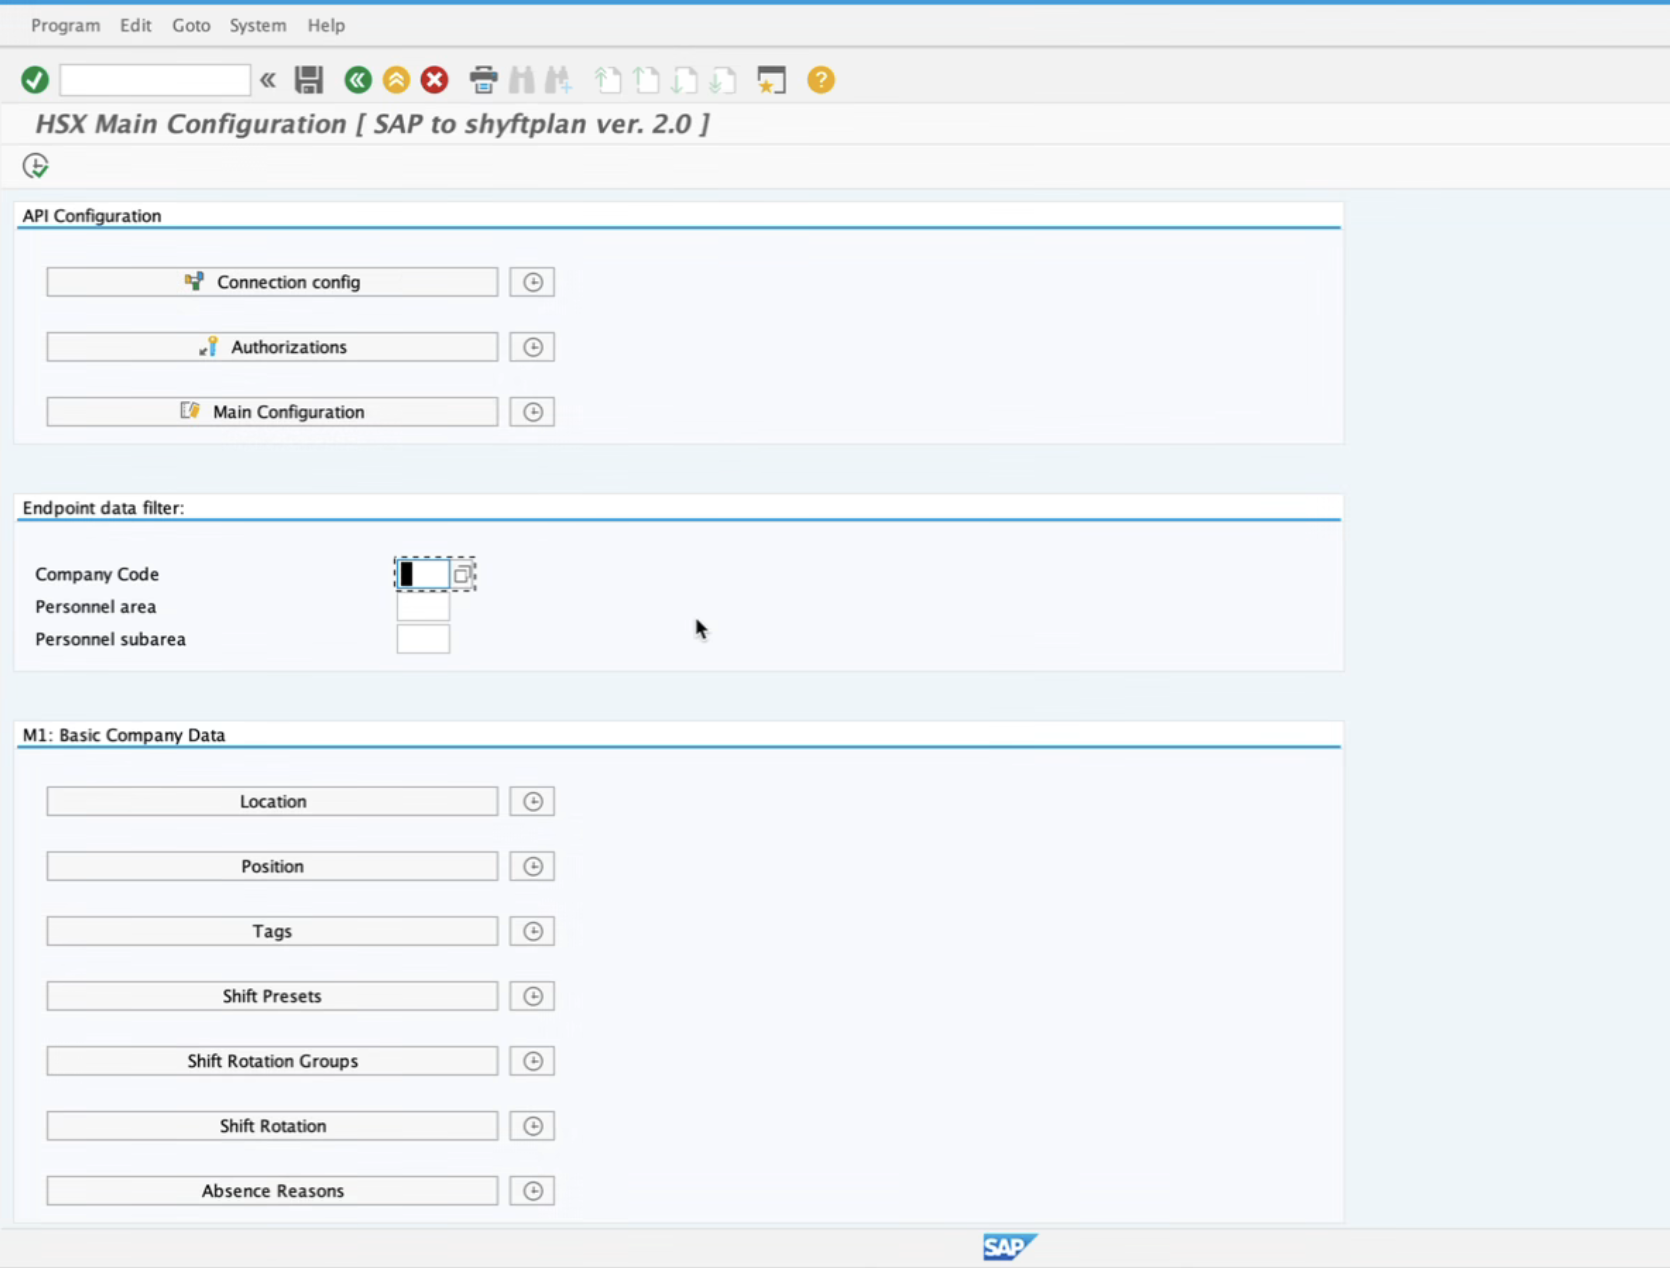 Program Edit Goto System Help
HSX Main Configuration [ SAP to shyftplan ver. 2.0 ]
API Configuration
Connection config
Authorizations
Main Configuration
Endpoint data filter:
Company Code
Personnel area
Personnel subarea
M1: Basic Company Data
Location
Position
Tags
Shift Presets
Shift Rotation Groups
Shift Rotation
Absence Reasons
SAP